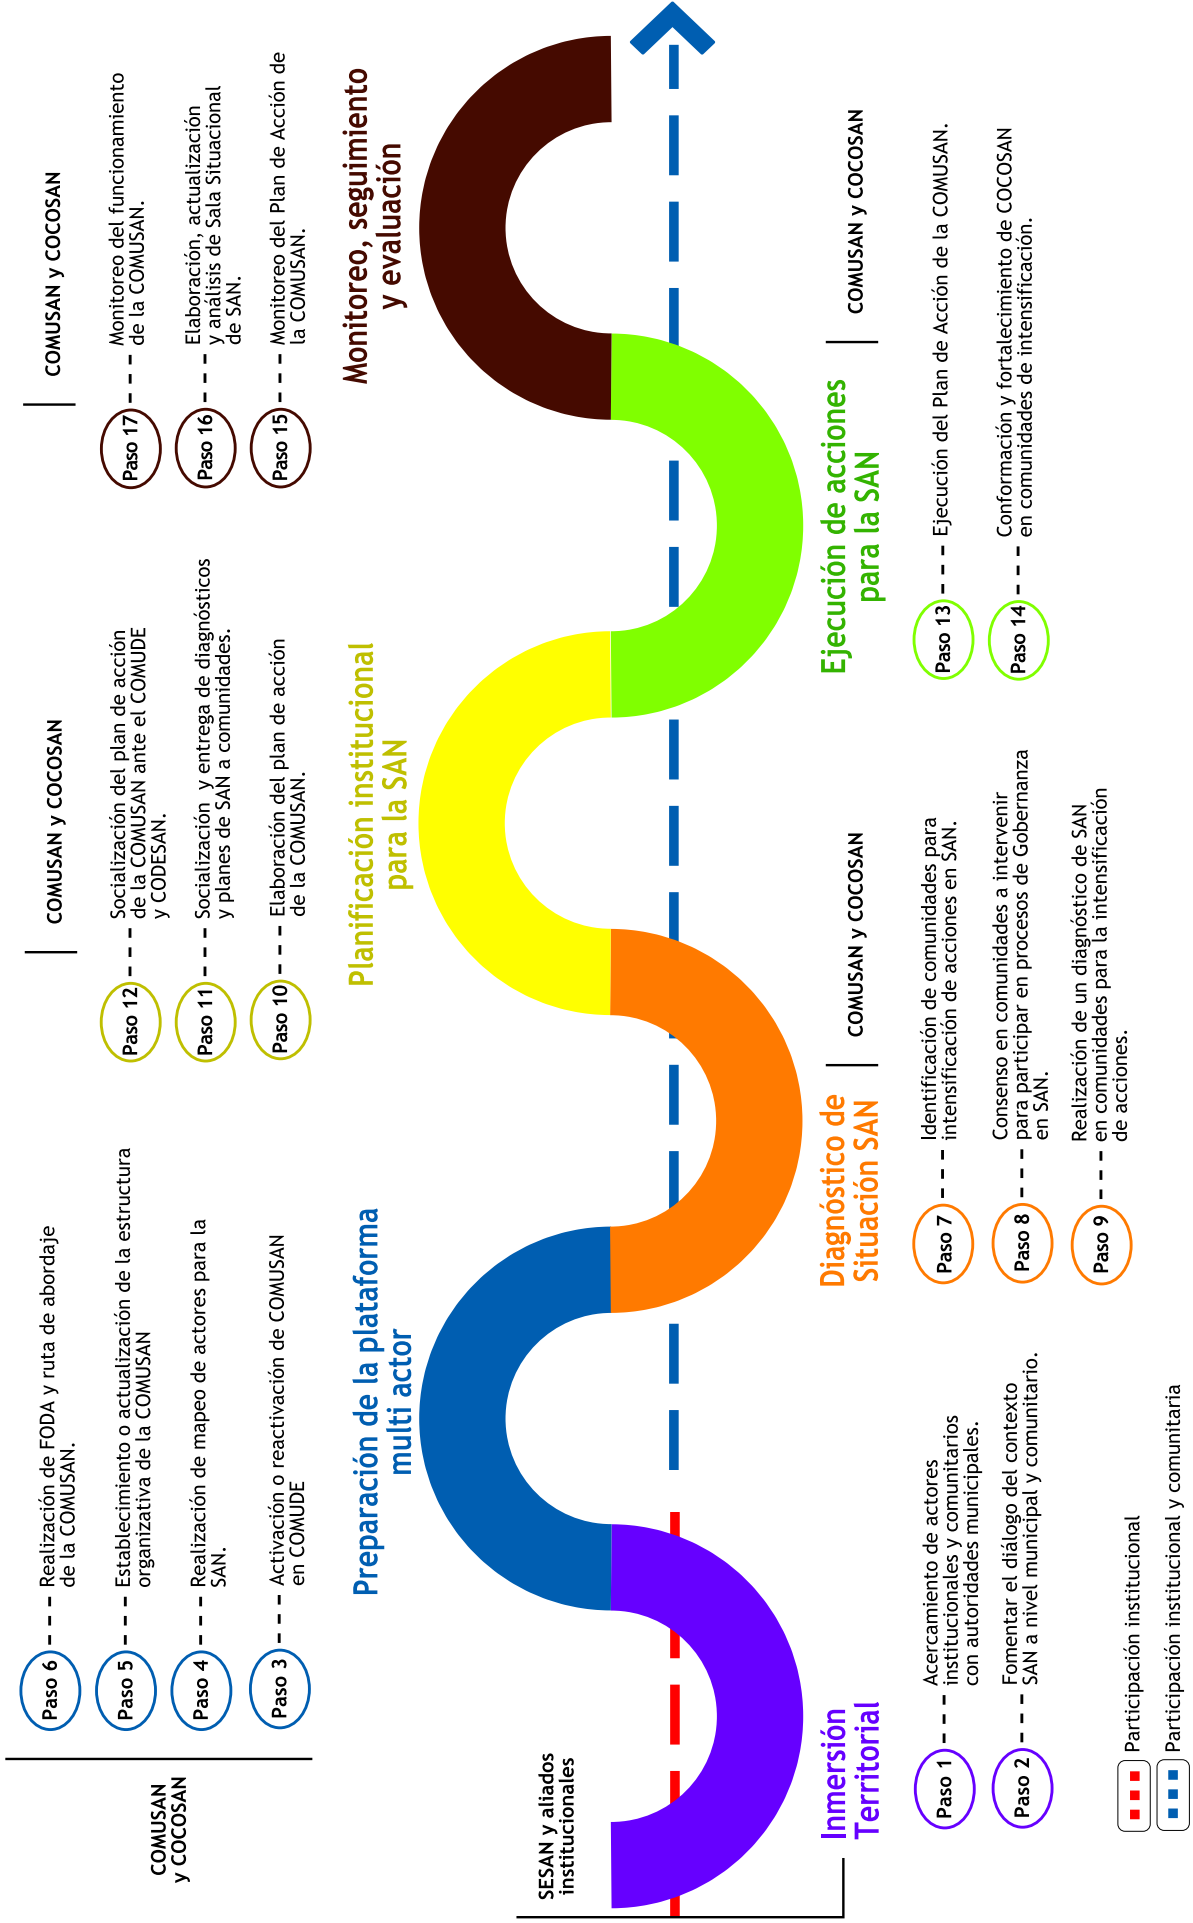 COMUSAN
y COCOSAN
Paso 6
Realización de FODA y ruta de abordaje
de la COMUSAN.
Paso 5
Establecimiento o actualización de la estructura
organizativa de la COMUSAN
Paso 4
Realización de mapeo de actores para la
SAN.
Paso 3
Activación o reactivación de COMUSAN
en COMUDE
Preparación de la plataforma
multi actor
COMUSAN y COCOSAN
Paso 12
Socialización del plan de acción
de la COMUSAN ante el COMUDE
y CODESAN.
Paso 11
Socialización y entrega de diagnósticos
y planes de SAN a comunidades.
Paso 10
Elaboración del plan de acción
de la COMUSAN.
Planificación institucional
para la SAN
COMUSAN y COCOSAN
Paso 17
Monitoreo del funcionamiento
de la COMUSAN.
Paso 16
Elaboración, actualización
y análisis de Sala Situacional
de SAN.
Paso 15
Monitoreo del Plan de Acción de
la COMUSAN.
Monitoreo, seguimiento
y evaluación
SESAN y aliados
institucionales
Inmersión
Territorial
Paso 1
Acercamiento de actores
institucionales y comunitarios
con autoridades municipales.
Paso 2
Fomentar el diálogo del contexto
SAN a nivel municipal y comunitario.
Diagnóstico de
Situación SAN
COMUSAN y COCOSAN
Paso 7
Identificación de comunidades para
intensificación de acciones en SAN.
Paso 8
Consenso en comunidades a intervenir
para participar en procesos de Gobernanza
en SAN.
Paso 9
Realización de un diagnóstico de SAN
en comunidades para la intensificación
de acciones.
Ejecución de acciones
para la SAN
COMUSAN y COCOSAN
Paso 13
Ejecución del Plan de Acción de la COMUSAN.
Paso 14
Conformación y fortalecimiento de COCOSAN
en comunidades de intensificación.
Participación institucional
Participación institucional y comunitaria